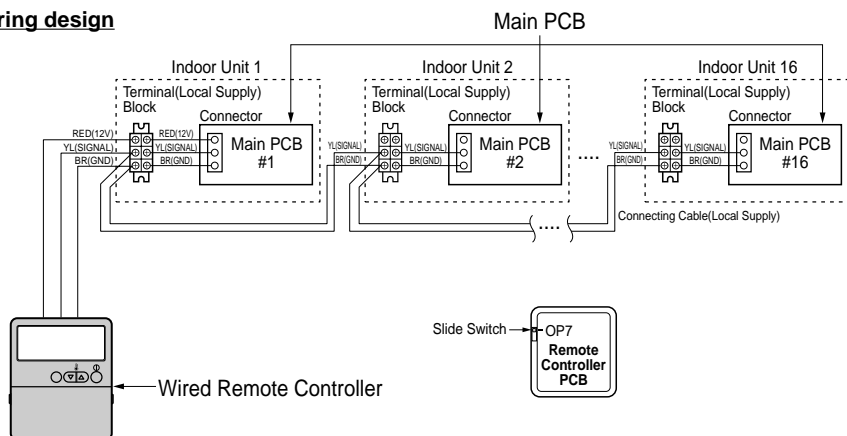 ring design
Main PCB
Indoor Unit 1
Indoor Unit 2
Indoor Unit 16
Terminal(Local Supply)
Block
Connector
RED(12V)
YL(SIGNAL)
BR(GND)
RED(12V)
YL(SIGNAL)
BR(GND)
Main PCB
#1
Terminal(Local Supply)
Block
Connector
YL(SIGNAL)
BR(GND)
YL(SIGNAL)
BR(GND)
Main PCB
#2
....
Terminal(Local Supply)
Block
Connector
YL(SIGNAL)
BR(GND)
YL(SIGNAL)
BR(GND)
Main PCB
#16
....
Connecting Cable(Local Supply)
Slide Switch
OP7
Remote
Controller
PCB
Wired Remote Controller